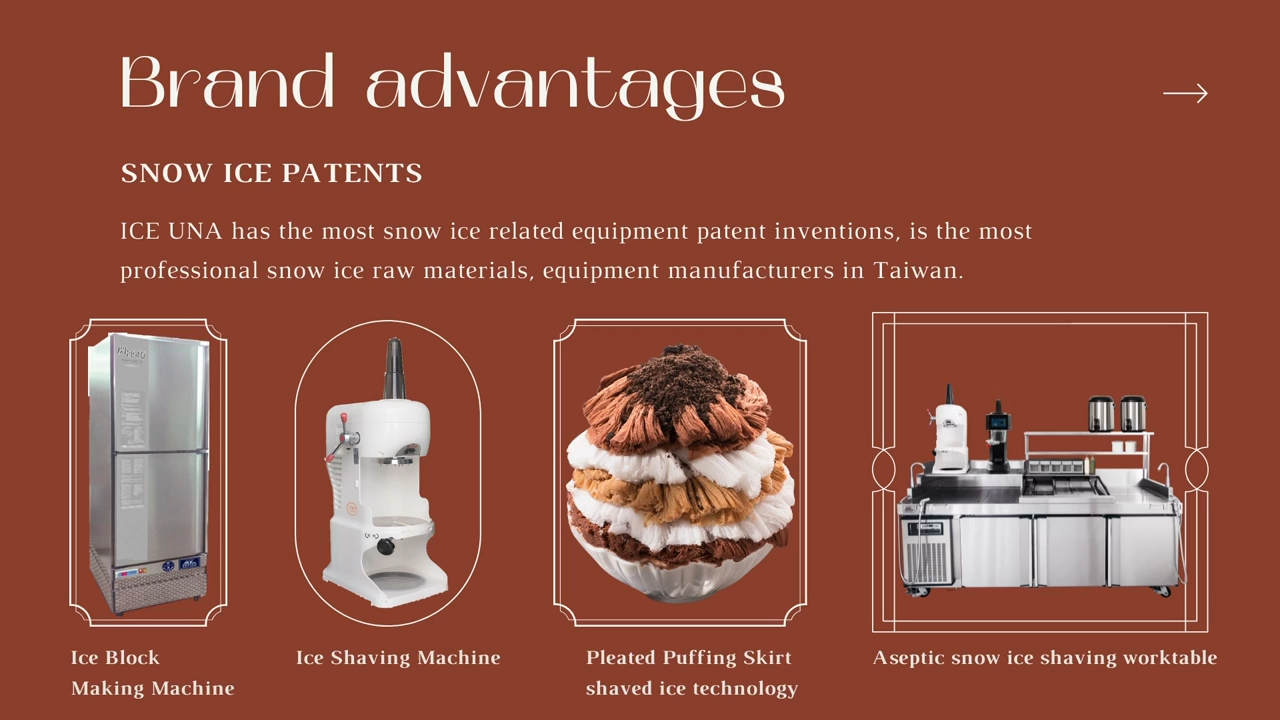 Brand advantages
SNOW ICE PATENTS
ICE UNA has the most snow ice related equipment patent inventions, is the most
professional snow ice raw materials, equipment manufacturers in Taiwan.
Ice Block
Making Machine
Ice Shaving Machine
Pleated Puffing Skirt
shaved ice technology
Aseptic snow ice shaving worktable